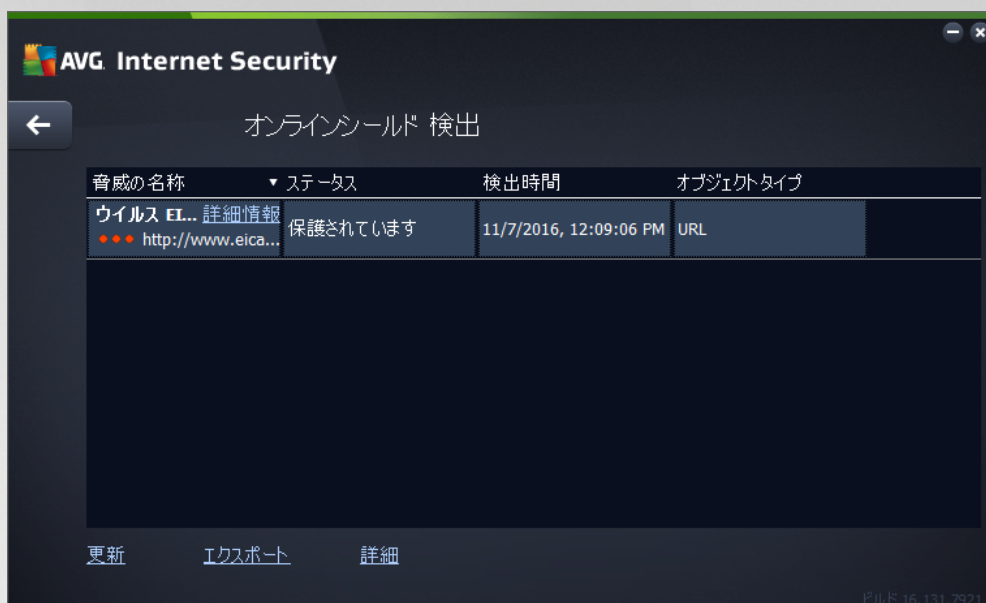 AVG. Internet Security
オンラインシールド 検出
脅威の名称 ▼ ステータス 検出時間 オブジェクトタイプ
ウイルス EI... 詳細情報 保護されています 11/7/2016, 12:09:06 PM URL
http://www.eica...
更新 エクスポート 詳細
ビルド 16.131.7921